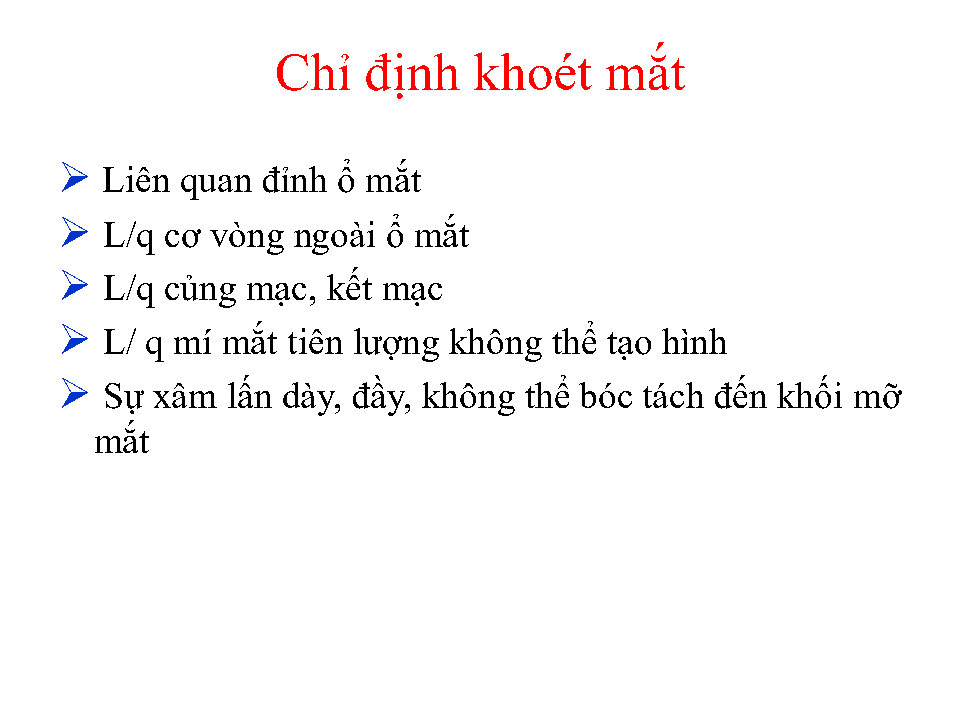 Chỉ định khoét mắt
Liên quan đỉnh ổ mắt
L/q cơ vòng ngoài ổ mắt
L/q củng mạc, kết mạc
L/ q mí mắt tiên lượng không thể tạo hình
Sự xâm lấn dày, đầy, không thể bóc tách đến khối mỡ
mắt